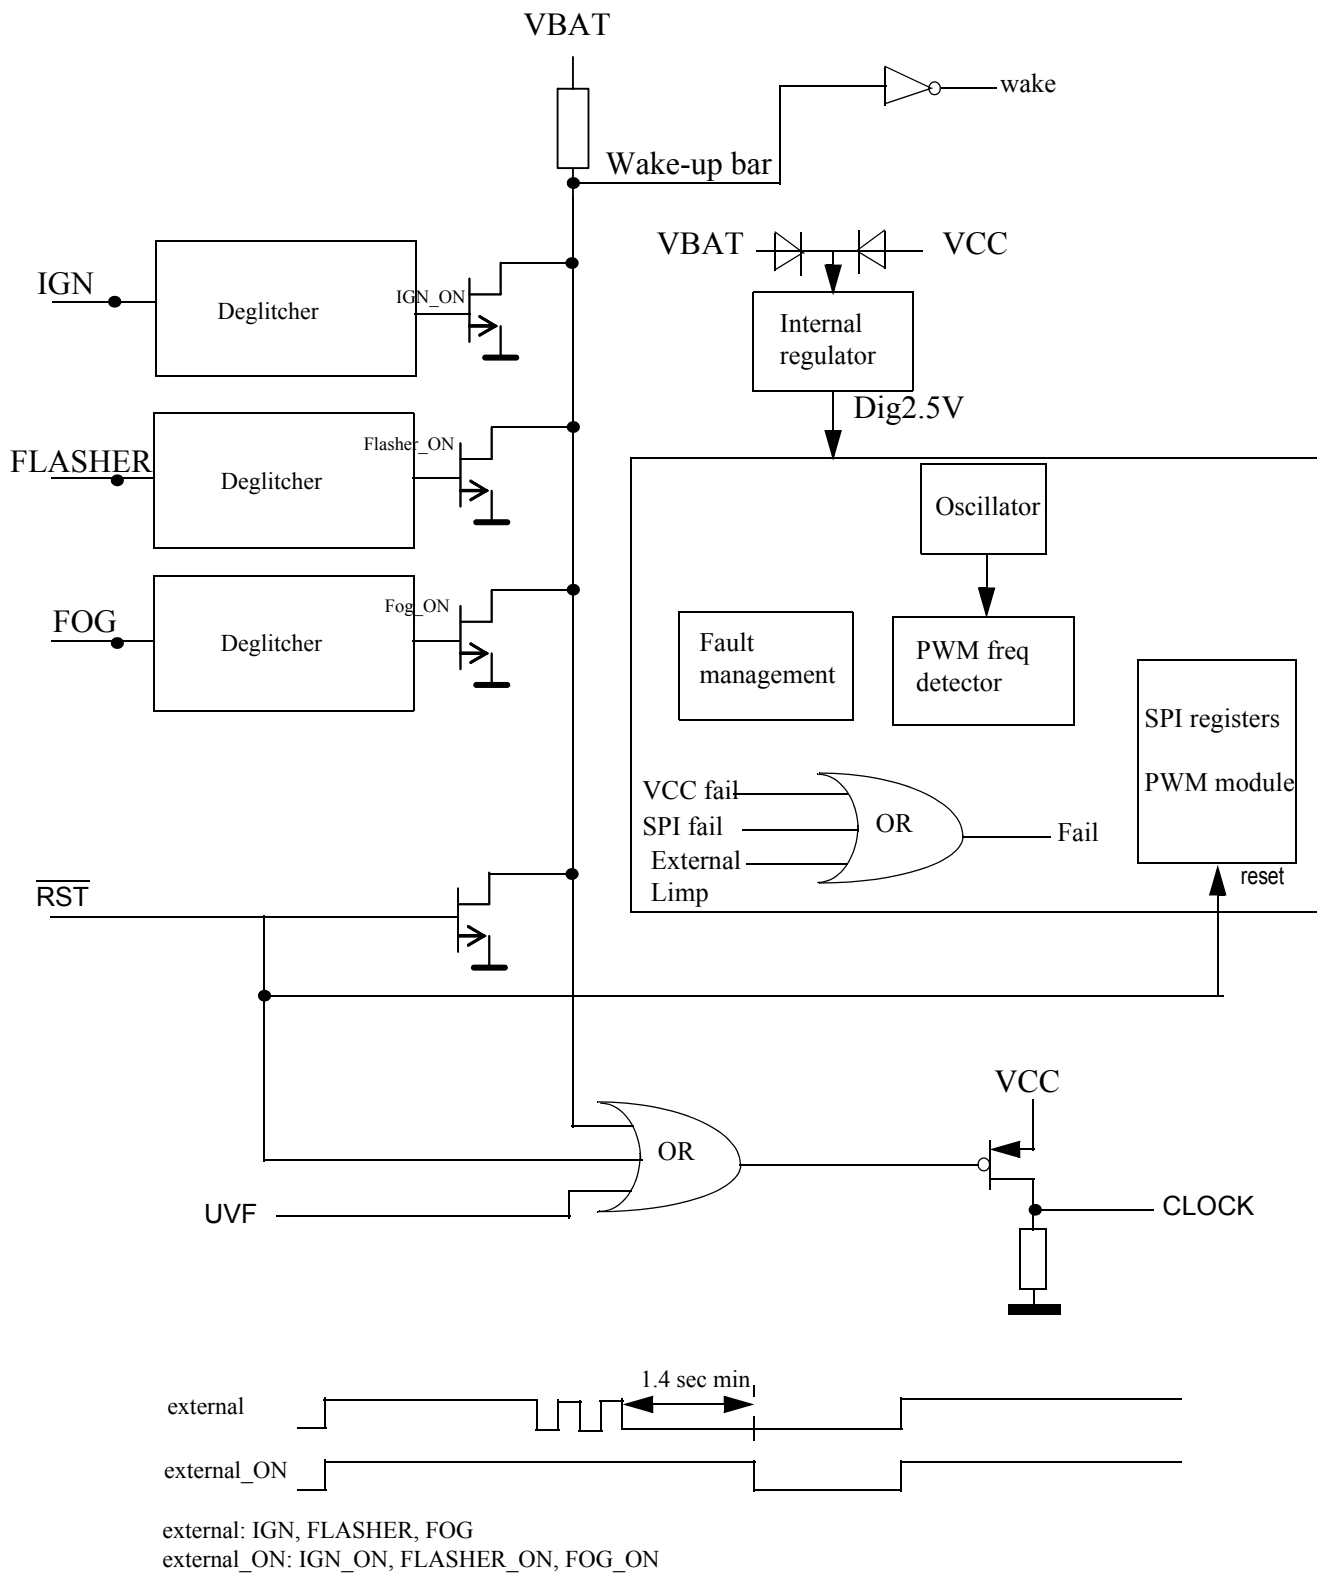 VBAT
wake
Wake-up bar
VBAT
VCC
IGN
Deglitcher
IGN_ON
Internal
regulator
Dig2.5V
FLASHER
Deglitcher
Flasher_ON
Oscillator
FOG
Deglitcher
Fog_ON
Fault
management
PWM freq
detector
SPI registers
PWM module
VCC fail
SPI fail
External
Limp
OR
Fail
reset
RST
VCC
OR
UVF
CLOCK
1.4 sec min
external
external_ON
external: IGN, FLASHER, FOG
external_ON: IGN_ON, FLASHER_ON, FOG_ON